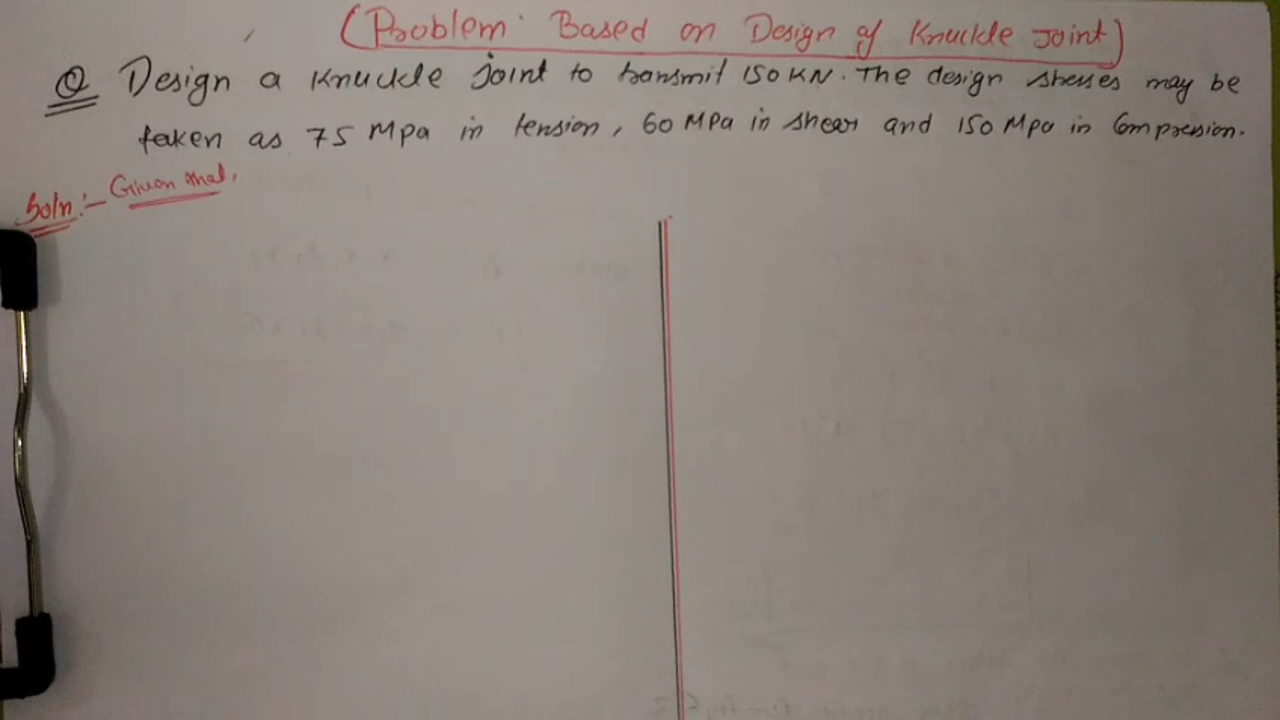 (Problem Based on Design of Knuckle Joint)
Q Design a Knuckle Joint to transmit 150 KN. The design stresses may be
taken as 75 Mpa in tension, 60 MPa in shear and 150 Mpa in Compression.
Soln:- Given that,